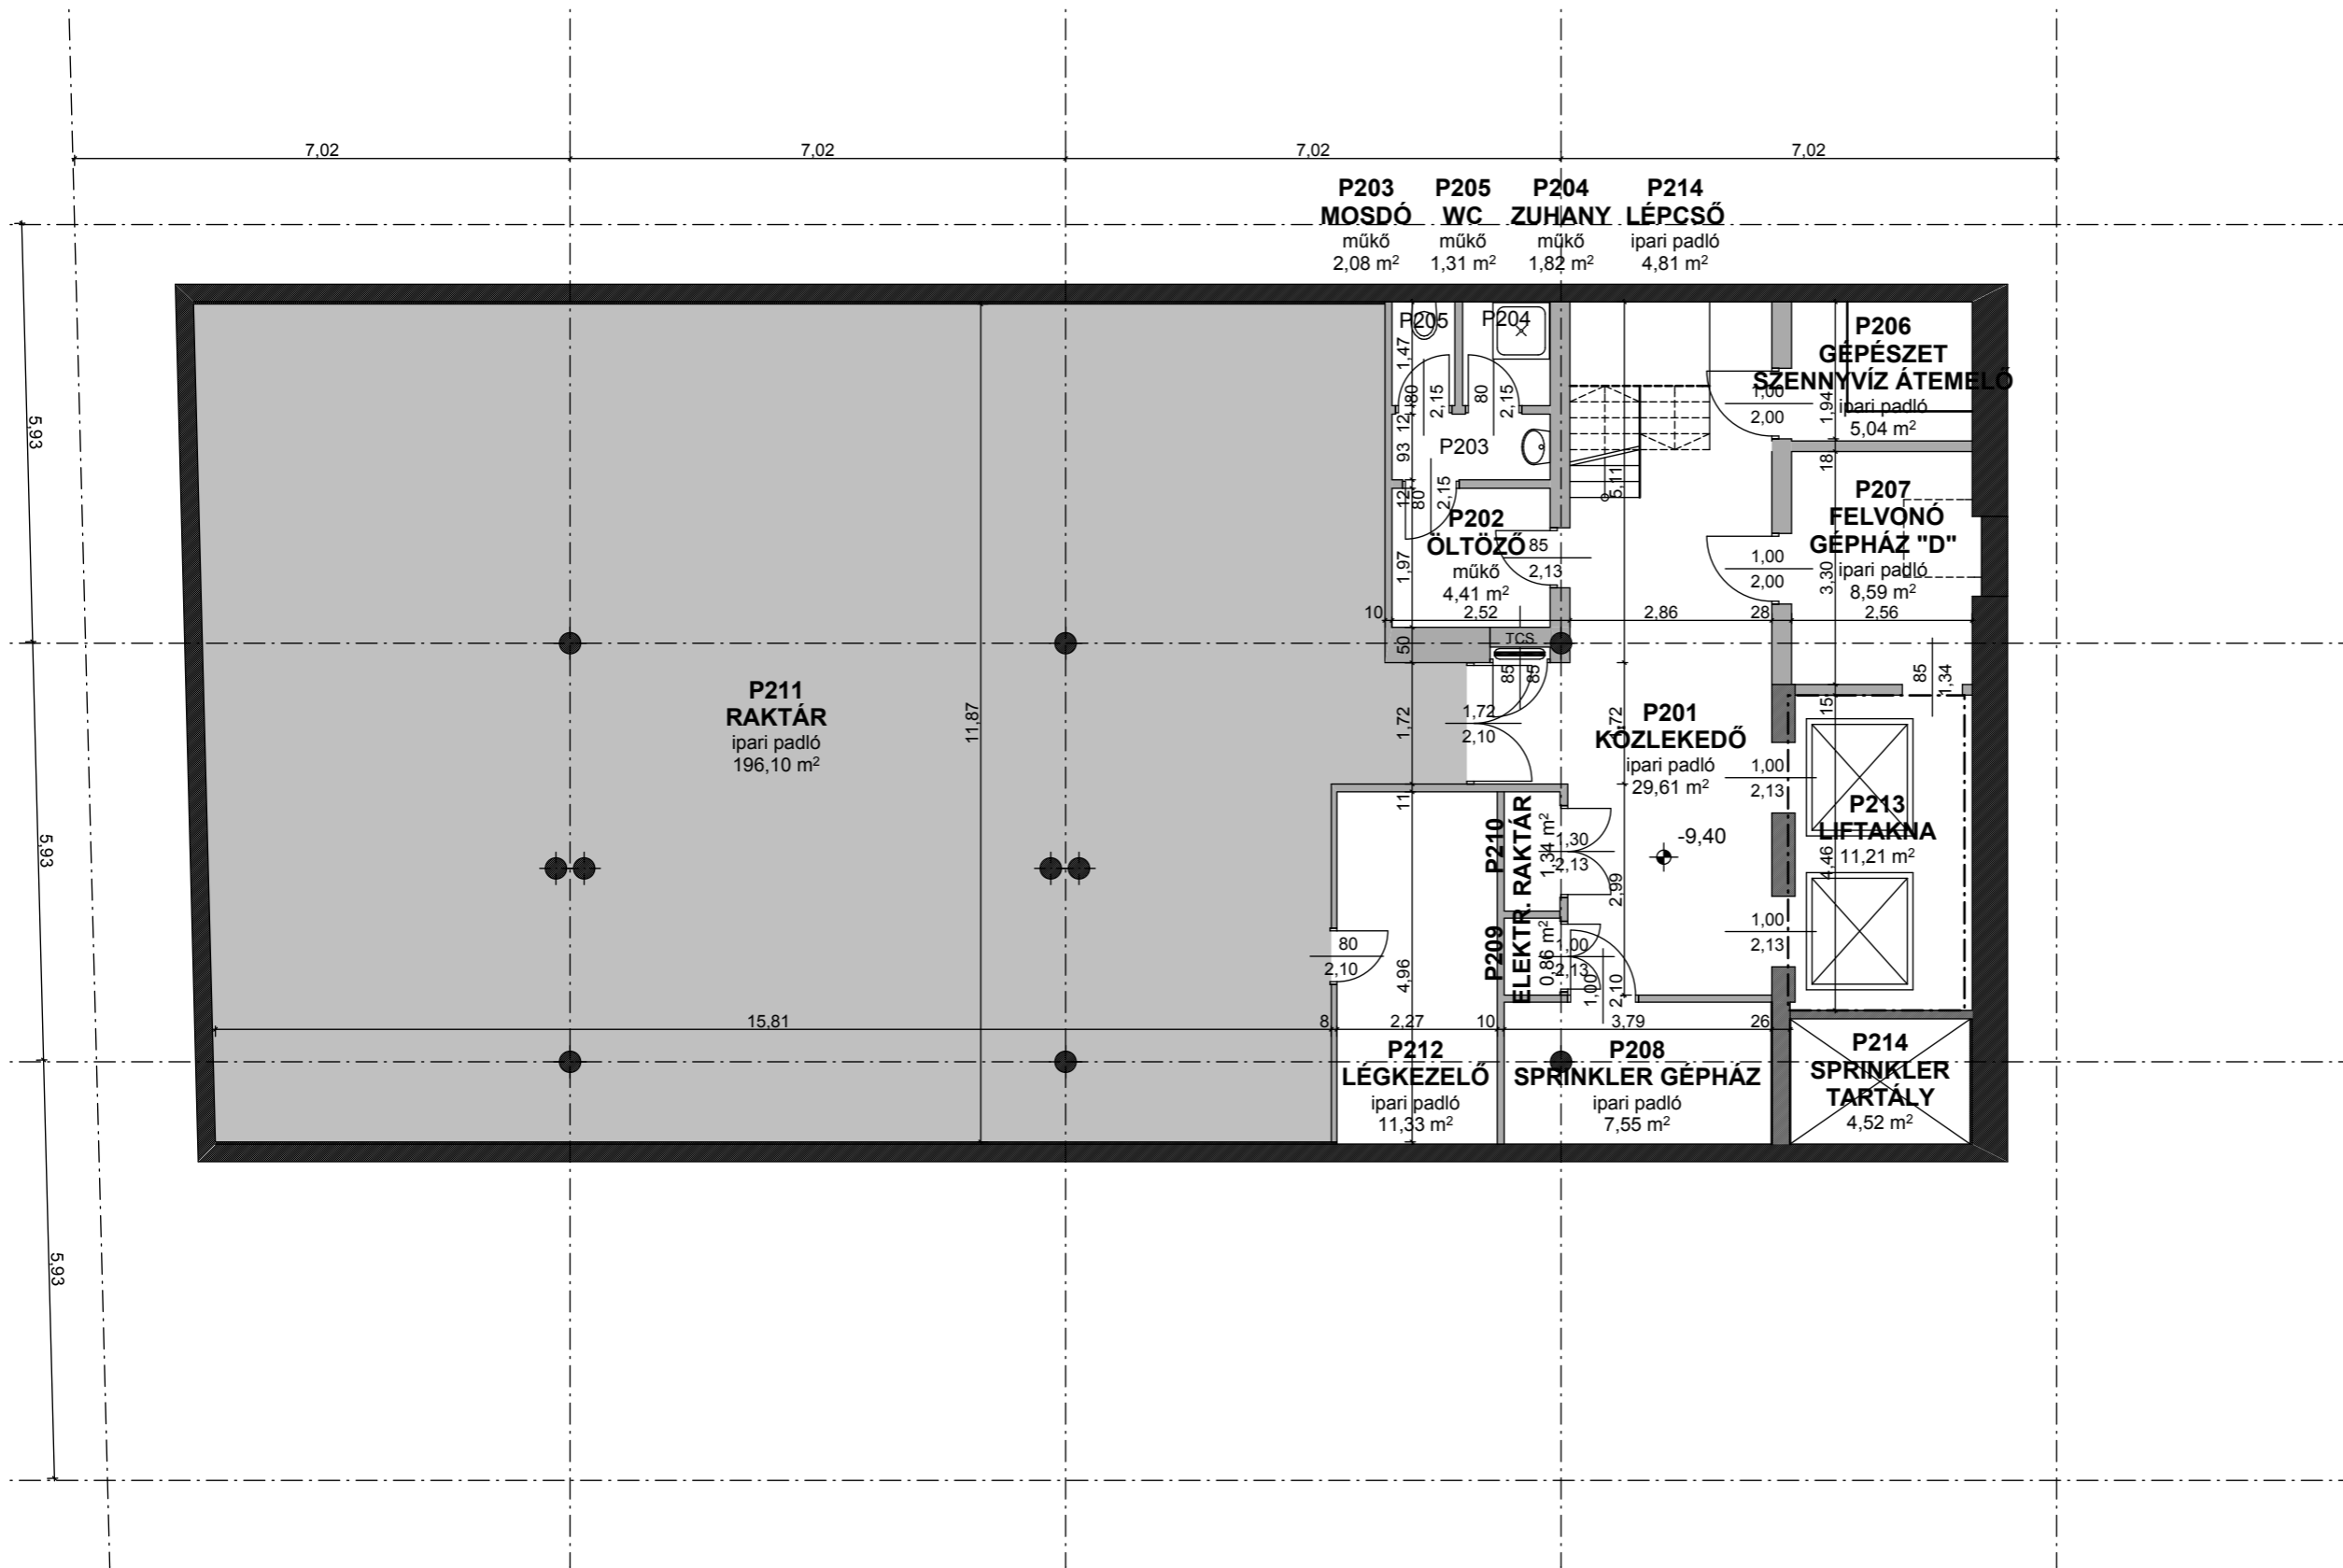 7,02
7,02
7,02
7,02
P203
MOSDÓ
műkő
2,08 m²
P205
WC
műkő
1,31 m²
P204
ZUHANY
műkő
1,82 m²
P214
LÉPCSŐ
ipari padló
4,81 m²
5,93
5,93
5,93
P205
P204
1,47
80
2,15
80
2,15
12
93
P203
12
80
2,15
5,11
P206
GÉPÉSZET
SZENNYVÍZ ÁTEMELŐ
ipari padló
5,04 m²
1,00
2,00
1,94
18
P202
ÖLTÖZŐ
műkő
4,41 m²
85
2,13
1,97
P207
FELVONÓ
GÉPHÁZ "D"
ipari padló
8,59 m²
1,00
2,00
3,30
10
2,52
2,86
28
2,56
50
TCS
85
85
85
1,34
P211
RAKTÁR
ipari padló
196,10 m²
11,87
1,72
1,72
2,10
1,72
P201
KÖZLEKEDŐ
ipari padló
29,61 m²
-9,40
15
1,00
2,13
P213
LIFTAKNA
11,21 m²
4,46
1,00
2,13
11
P210
P209
ELEKTR. RAKTÁR
1,34 m²
0,86 m²
1,30
2,13
2,99
1,00
2,13
1,00
2,10
80
2,10
4,96
15,81
8
2,27
10
3,79
26
P212
LÉGKEZELŐ
ipari padló
11,33 m²
P208
SPRINKLER GÉPHÁZ
ipari padló
7,55 m²
P214
SPRINKLER
TARTÁLY
4,52 m²